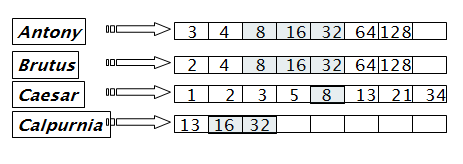 Antony 3 4 8 16 32 64 128
Brutus 2 4 8 16 32 64 128
Caesar 1 2 3 5 8 13 21 34
Calpurnia 13 16 32